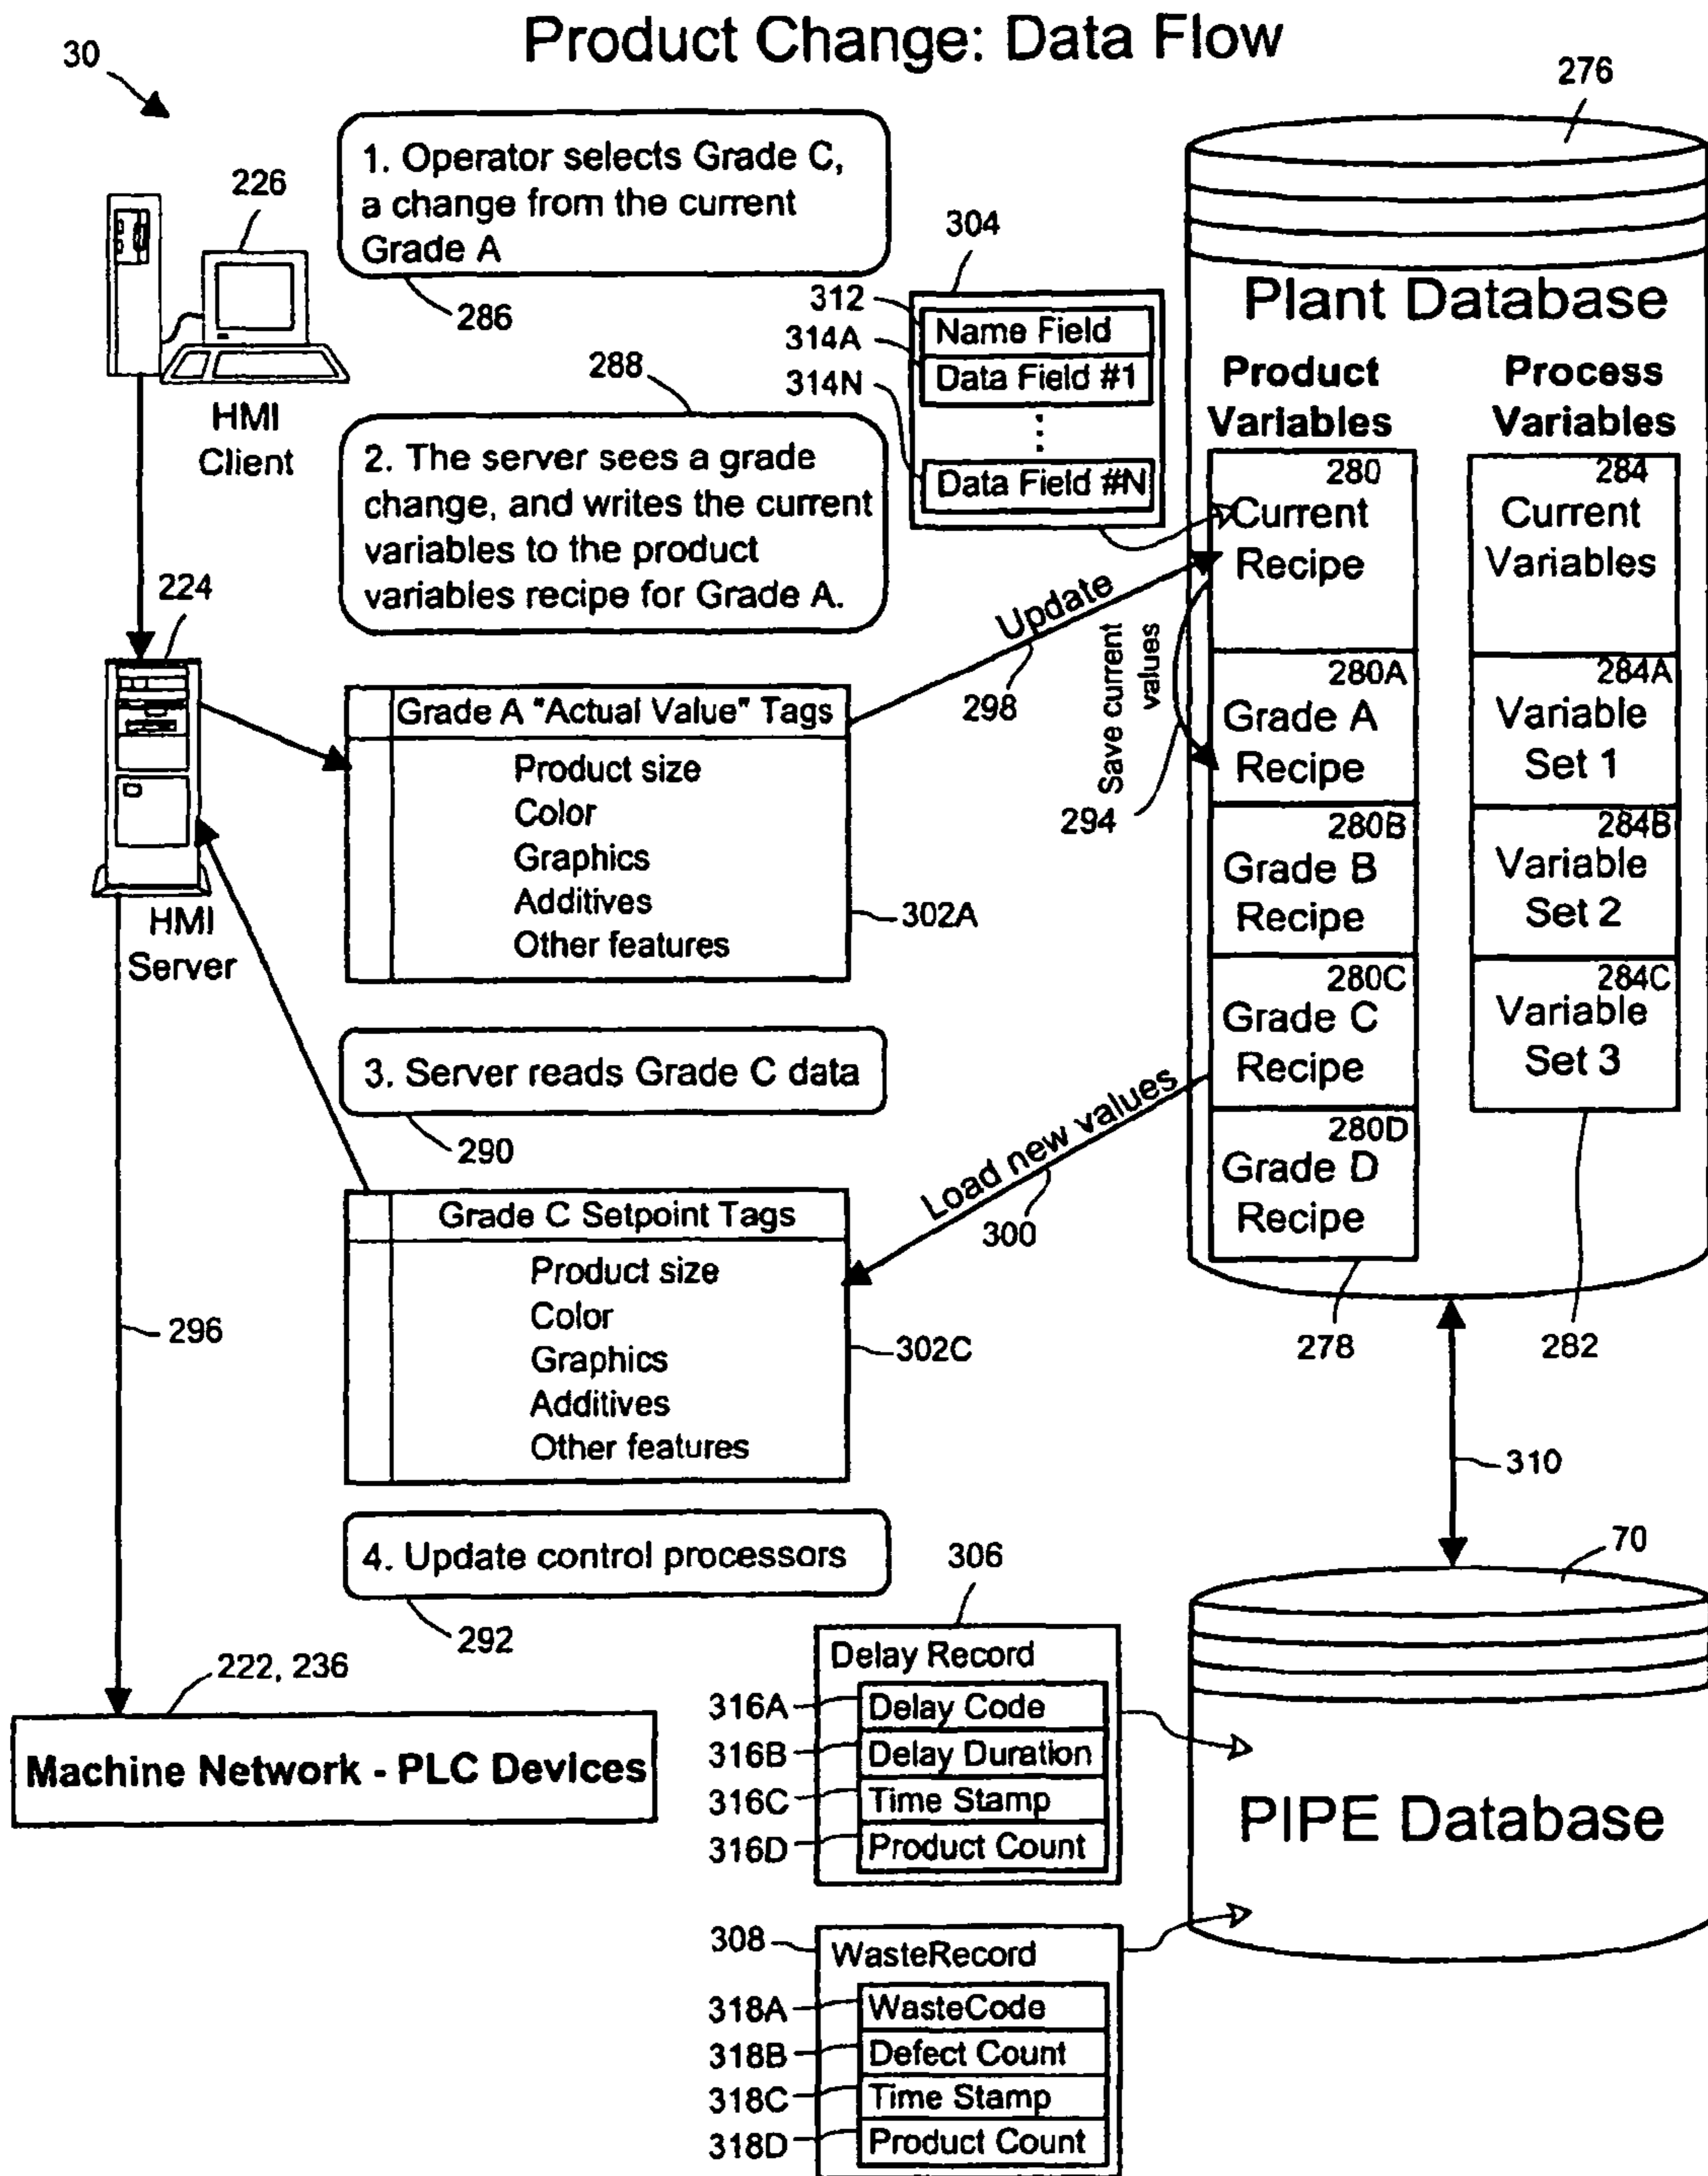 Product Change: Data Flow
30
276
1. Operator selects Grade C,
a change from the current
Grade A
286
226
HMI
Client
304
312
314A
314N
Name Field
Data Field #1
Data Field #N
Plant Database
Product
Variables
Process
Variables
280
Current
Recipe
280A
Grade A
Recipe
280B
Grade B
Recipe
280C
Grade C
Recipe
280D
Grade D
Recipe
284
Current
Variables
284A
Variable
Set 1
284B
Variable
Set 2
284C
Variable
Set 3
278
282
288
2. The server sees a grade
change, and writes the current
variables to the product
variables recipe for Grade A.
224
HMI
Server
Update
298
Save current
values
294
Grade A "Actual Value" Tags
Product size
Color
Graphics
Additives
Other features
302A
3. Server reads Grade C data
290
Load new values
300
Grade C Setpoint Tags
Product size
Color
Graphics
Additives
Other features
302C
296
310
4. Update control processors
292
222, 236
Machine Network - PLC Devices
306
Delay Record
316A
Delay Code
316B
Delay Duration
316C
Time Stamp
316D
Product Count
70
PIPE Database
308
WasteRecord
318A
WasteCode
318B
Defect Count
318C
Time Stamp
318D
Product Count